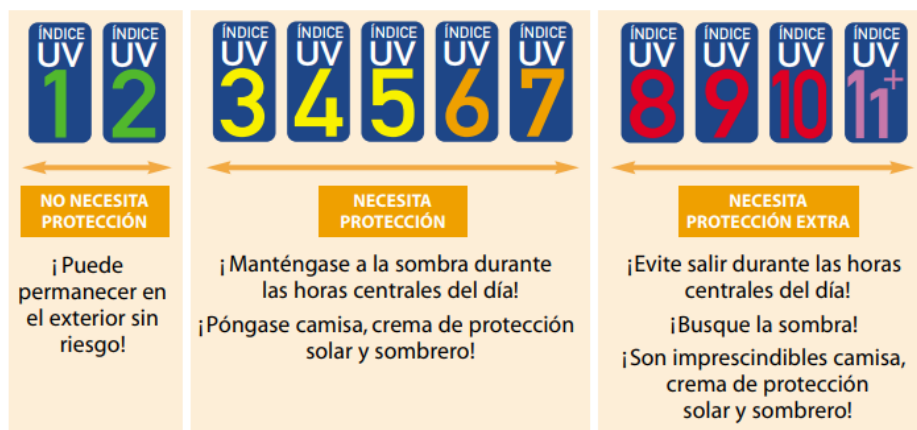 ÍNDICE UV 1
ÍNDICE UV 2
NO NECESITA
PROTECCIÓN
¡Puede
permanecer en
el exterior sin
riesgo!
ÍNDICE UV 3
ÍNDICE UV 4
ÍNDICE UV 5
ÍNDICE UV 6
ÍNDICE UV 7
NECESITA
PROTECCIÓN
¡Manténgase a la sombra durante
las horas centrales del día!
¡Póngase camisa, crema de protección
solar y sombrero!
ÍNDICE UV 8
ÍNDICE UV 9
ÍNDICE UV 10
ÍNDICE UV 11+
NECESITA
PROTECCIÓN EXTRA
¡Evite salir durante las horas
centrales del día!
¡Busque la sombra!
¡Son imprescindibles camisa,
crema de protección
solar y sombrero!